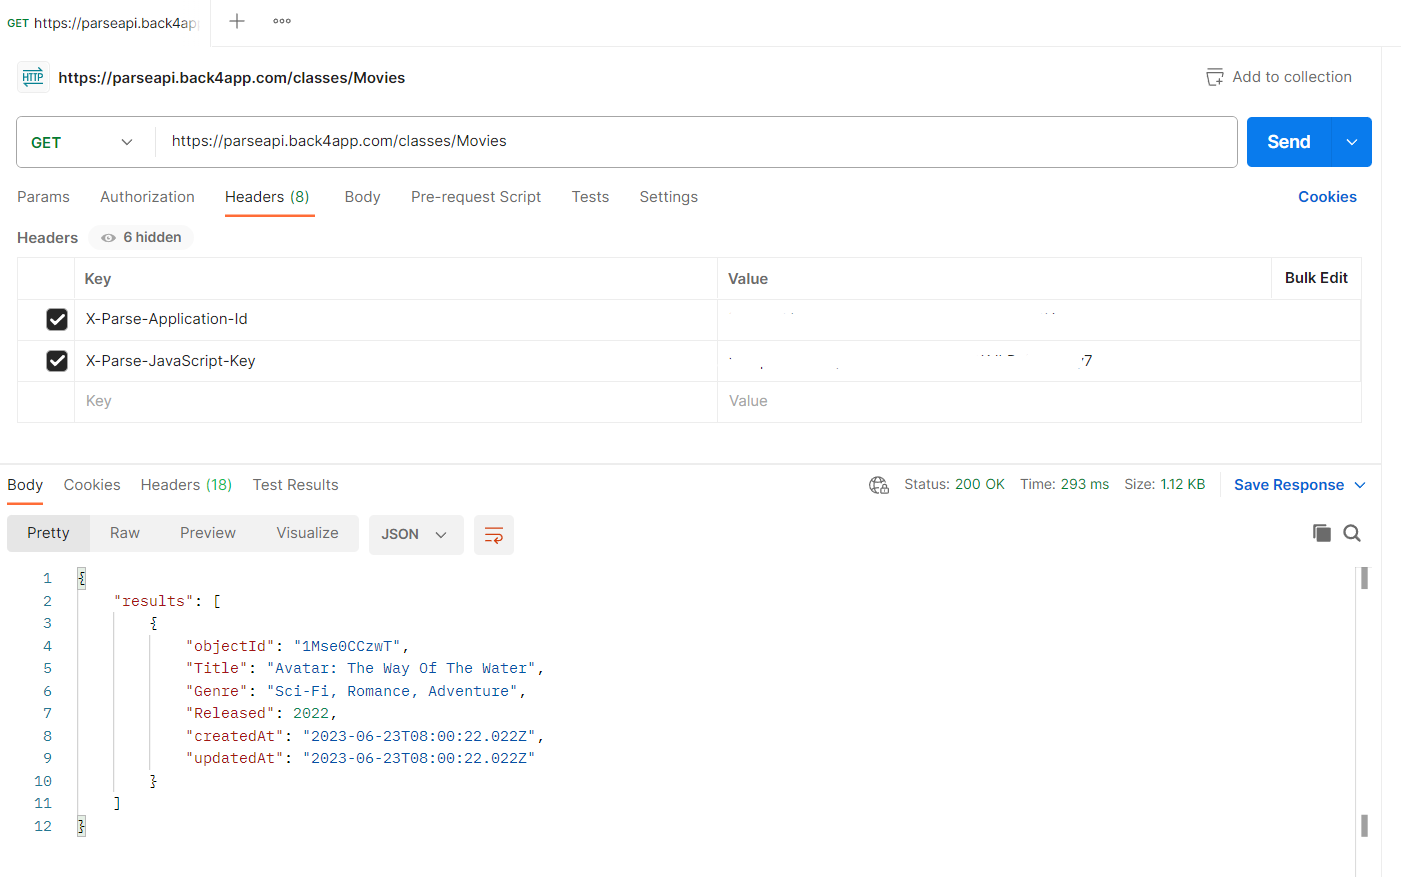 GET https://parseapi.back4ap
HTTP https://parseapi.back4app.com/classes/Movies
Add to collection
GET https://parseapi.back4app.com/classes/Movies Send
Params Authorization Headers (8) Body Pre-request Script Tests Settings Cookies
Headers 6 hidden
Key Value Bulk Edit
X-Parse-Application-Id
X-Parse-JavaScript-Key
Key Value
Body Cookies Headers (18) Test Results Status: 200 OK Time: 293 ms Size: 1.12 KB Save Response
Pretty Raw Preview Visualize JSON
1 {
2 "results": [
3 {
4 "objectId": "1Mse0CCzwT",
5 "Title": "Avatar: The Way Of The Water",
6 "Genre": "Sci-Fi, Romance, Adventure",
7 "Released": 2022,
8 "createdAt": "2023-06-23T08:00:22.022Z",
9 "updatedAt": "2023-06-23T08:00:22.022Z"
10 }
11 ]
12 }